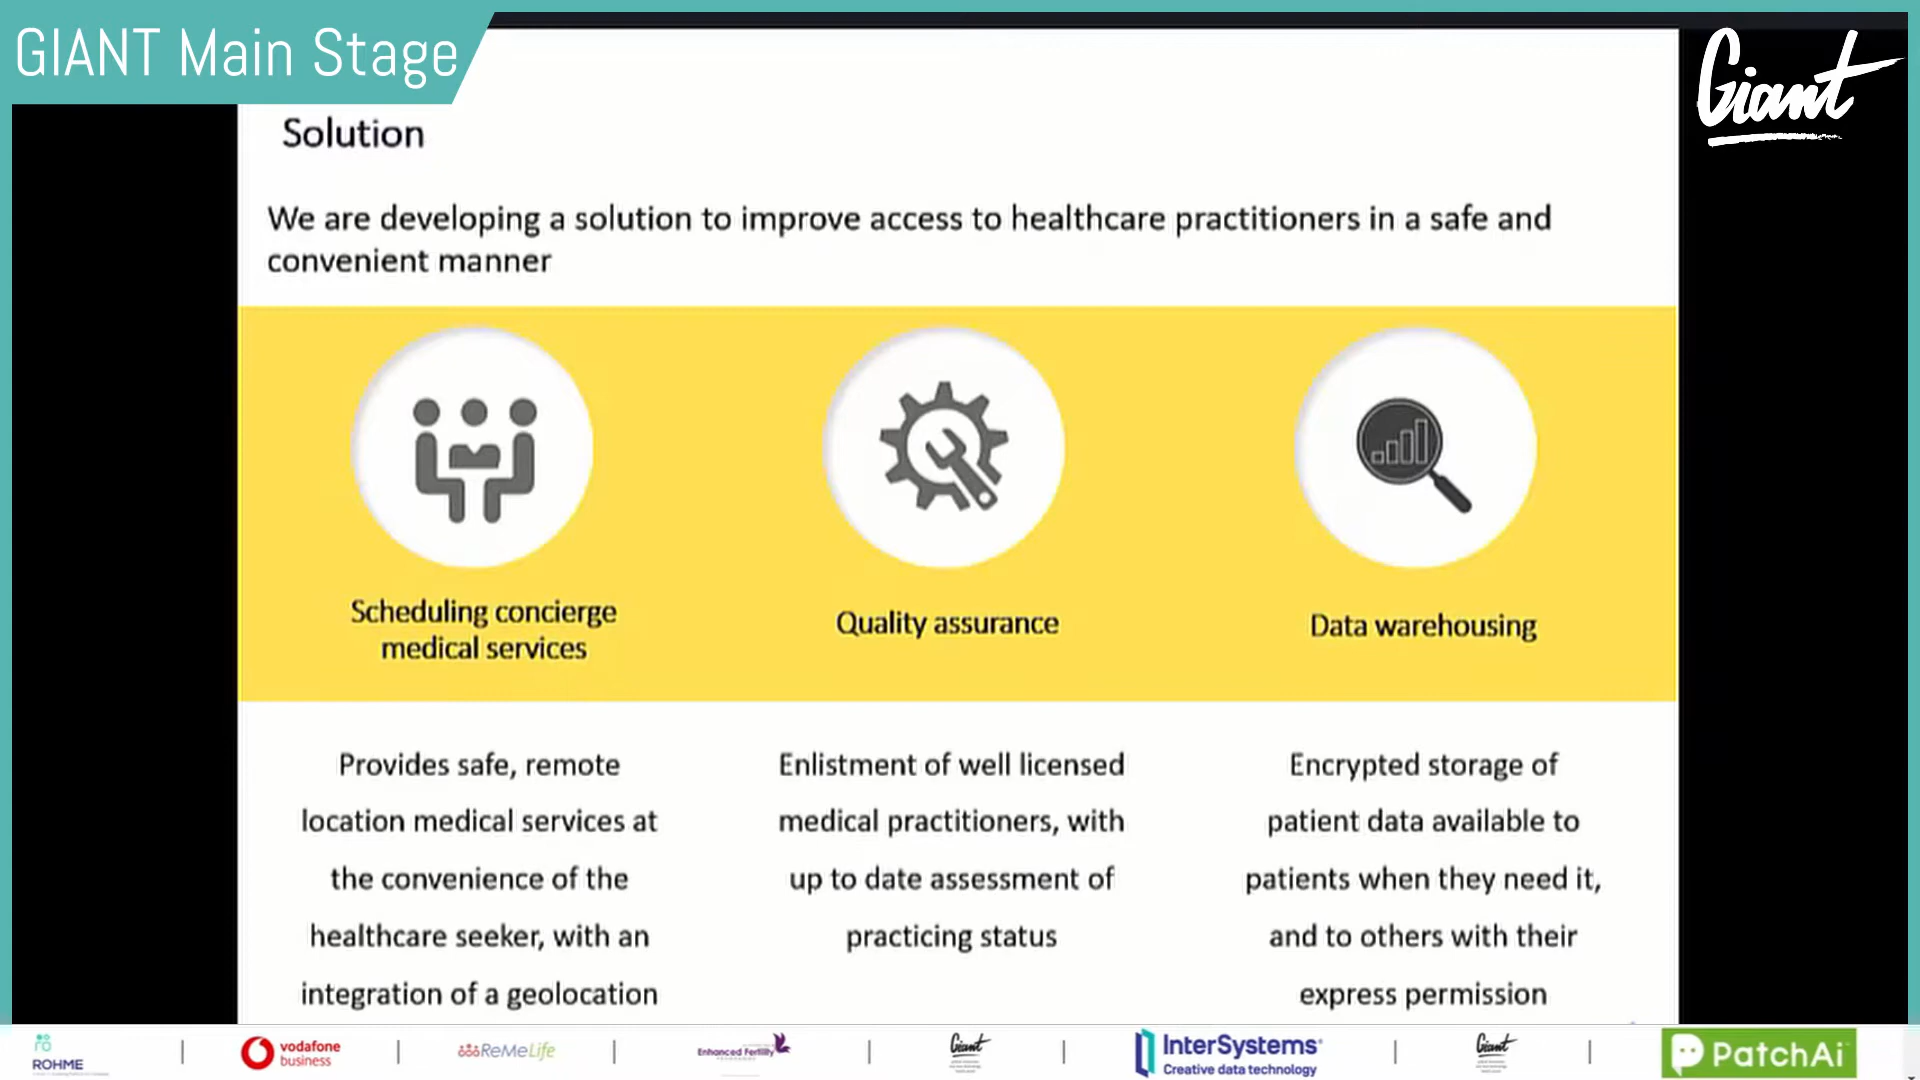 GIANT Main Stage
Giant
Solution
We are developing a solution to improve access to healthcare practitioners in a safe and
convenient manner
Scheduling concierge
medical services
Quality assurance
Data warehousing
Provides safe, remote
location medical services at
the convenience of the
healthcare seeker, with an
integration of a geolocation
Enlistment of well licensed
medical practitioners, with
up to date assessment of
practicing status
Encrypted storage of
patient data available to
patients when they need it,
and to others with their
express permission
ROHME
vodafone
business
ReMeLife
Enhanced Fertility
Giant
InterSystems
Creative data technology
Giant
PatchAi